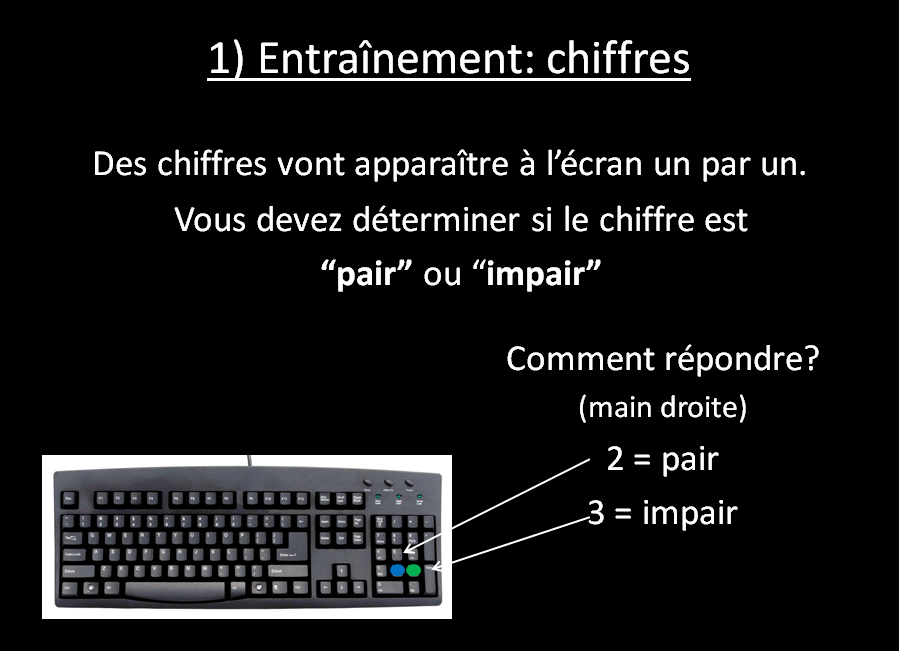 1) Entraînement: chiffres
Des chiffres vont apparaître à l’écran un par un.
Vous devez déterminer si le chiffre est
“pair” ou “impair”
Comment répondre?
(main droite)
2 = pair
3 = impair